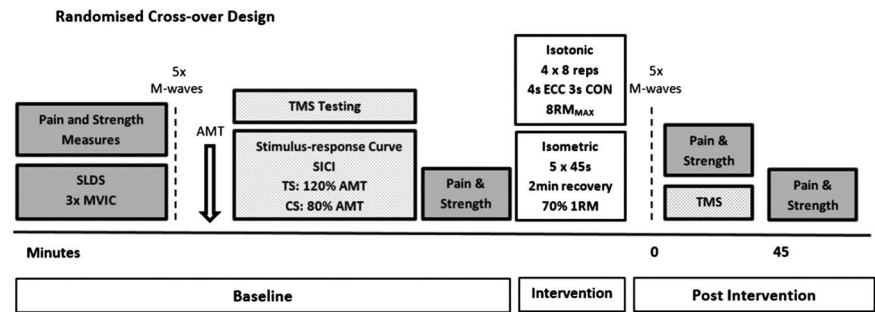 Randomised Cross-over Design
5x
M-waves
Pain and Strength
Measures
SLDS
3x MVIC
AMT
TMS Testing
Stimulus-response Curve
SICI
TS: 120% AMT
CS: 80% AMT
Pain &
Strength
Isotonic
4 x 8 reps
4s ECC 3s CON
8RMMAX
Isometric
5 x 45s
2min recovery
70% 1RM
5x
M-waves
Pain &
Strength
TMS
Pain &
Strength
Minutes
0
45
Baseline
Intervention
Post Intervention